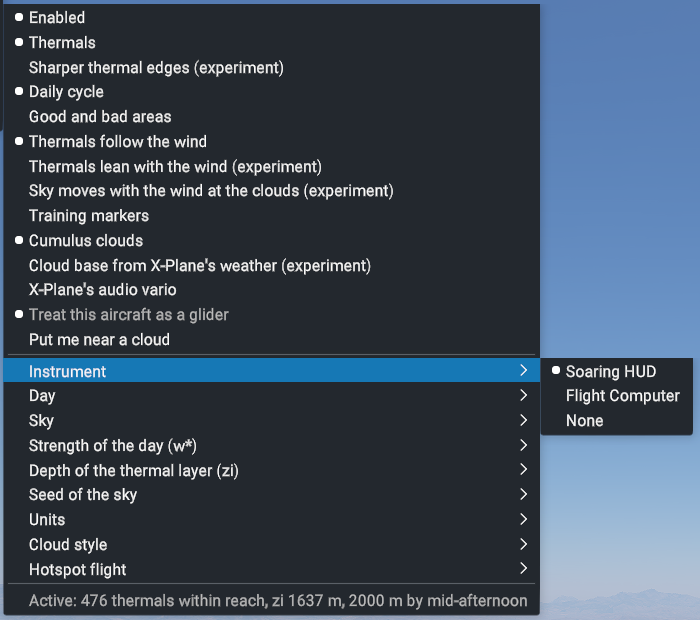 Enabled
Thermals
Sharper thermal edges (experiment)
Daily cycle
Good and bad areas
Thermals follow the wind
Thermals lean with the wind (experiment)
Sky moves with the wind at the clouds (experiment)
Training markers
Cumulus clouds
Cloud base from X-Plane's weather (experiment)
X-Plane's audio vario
Treat this aircraft as a glider
Put me near a cloud
Instrument
Soaring HUD
Day
Flight Computer
Sky
None
Strength of the day (w*)
Depth of the thermal layer (zi)
Seed of the sky
Units
Cloud style
Hotspot flight
Active: 476 thermals within reach, zi 1637 m, 2000 m by mid-afternoon